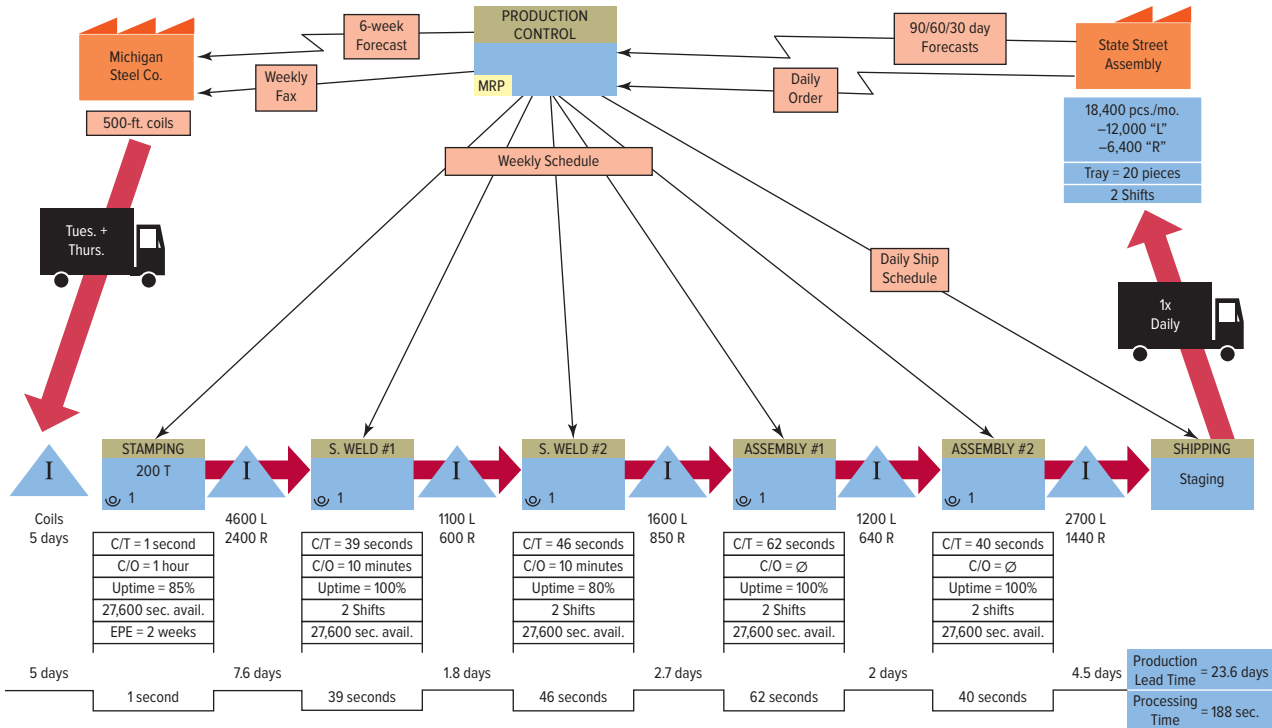 Michigan
Steel Co.
500-ft. coils
6-week
Forecast
Weekly
Fax
PRODUCTION
CONTROL
MRP
90/60/30 day
Forecasts
Daily
Order
State Street
Assembly
18,400 pcs./mo.
–12,000 “L”
–6,400 “R”
Tray = 20 pieces
2 Shifts
Weekly Schedule
Tues. +
Thurs.
Daily Ship
Schedule
1x
Daily
I
Coils
5 days
STAMPING
200 T
1
C/T = 1 second
C/O = 1 hour
Uptime = 85%
27,600 sec. avail.
EPE = 2 weeks
I
4600 L
2400 R
S. WELD #1
1
C/T = 39 seconds
C/O = 10 minutes
Uptime = 100%
2 Shifts
27,600 sec. avail.
I
1100 L
600 R
S. WELD #2
1
C/T = 46 seconds
C/O = 10 minutes
Uptime = 80%
2 Shifts
27,600 sec. avail.
I
1600 L
850 R
ASSEMBLY #1
1
C/T = 62 seconds
C/O = ∅
Uptime = 100%
2 Shifts
27,600 sec. avail.
I
1200 L
640 R
ASSEMBLY #2
1
C/T = 40 seconds
C/O = ∅
Uptime = 100%
2 shifts
27,600 sec. avail.
I
2700 L
1440 R
SHIPPING
Staging
5 days
1 second
7.6 days
39 seconds
1.8 days
46 seconds
2.7 days
62 seconds
2 days
40 seconds
4.5 days
Production
Lead Time = 23.6 days
Processing
Time = 188 sec.